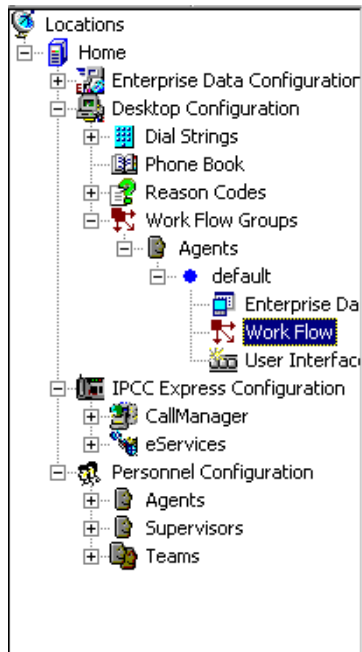 Locations
Home
Enterprise Data Configuration
Desktop Configuration
Dial Strings
Phone Book
Reason Codes
Work Flow Groups
Agents
default
Enterprise Da
Work Flow
User Interfac
IPCC Express Configuration
CallManager
eServices
Personnel Configuration
Agents
Supervisors
Teams